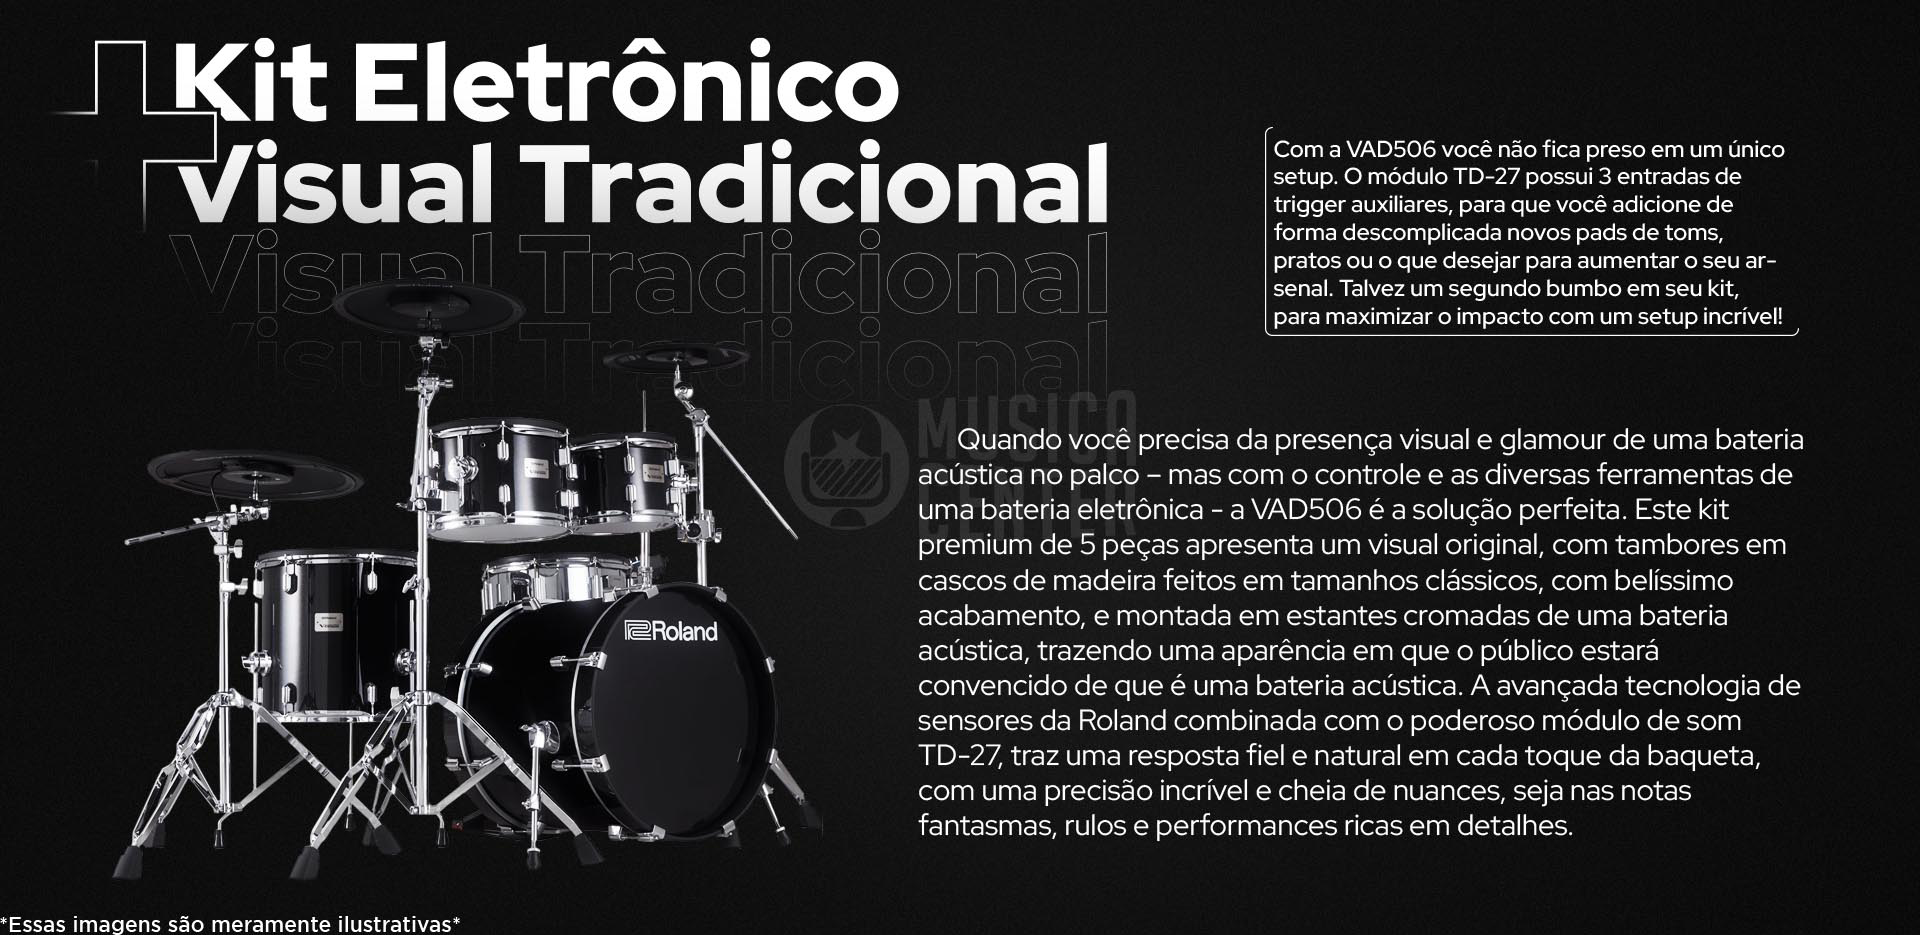 Kit Eletrônico
Visual Tradicional
Visual Tradicional
Visual Tradicional
Com a VAD506 você não fica preso em um único
setup. O módulo TD-27 possui 3 entradas de
trigger auxiliares, para que você adicione de
forma descomplicada novos pads de toms,
pratos ou o que desejar para aumentar o seu ar-
senal. Talvez um segundo bumbo em seu kit,
para maximizar o impacto com um setup incrível!
MUSICA
CENTER
Quando você precisa da presença visual e glamour de uma bateria
acústica no palco – mas com o controle e as diversas ferramentas de
uma bateria eletrônica - a VAD506 é a solução perfeita. Este kit
premium de 5 peças apresenta um visual original, com tambores em
cascos de madeira feitos em tamanhos clássicos, com belíssimo
acabamento, e montada em estantes cromadas de uma bateria
acústica, trazendo uma aparência em que o público estará
convencido de que é uma bateria acústica. A avançada tecnologia de
sensores da Roland combinada com o poderoso módulo de som
TD-27, traz uma resposta fiel e natural em cada toque da baqueta,
com uma precisão incrível e cheia de nuances, seja nas notas
fantasmas, rulos e performances ricas em detalhes.
Roland
*Essas imagens são meramente ilustrativas*